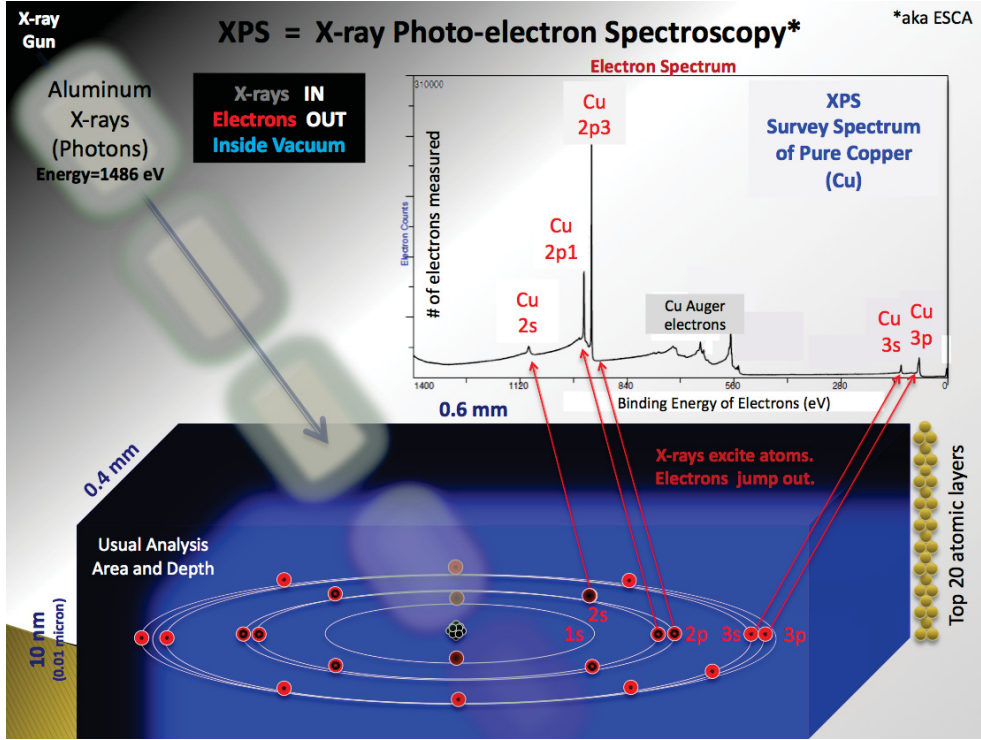 X-ray
Gun
XPS = X-ray Photo-electron Spectroscopy*
*aka ESCA
Aluminum
X-rays
(Photons)
Energy=1486 eV
X-rays IN
Electrons OUT
Inside Vacuum
Electron Spectrum
310000
Cu
2p3
XPS
Survey Spectrum
of Pure Copper
(Cu)
Electron Counts
# of electrons measured
Cu
2p1
Cu
2s
Cu Auger
electrons
Cu
3s
Cu
3p
1400
1120
840
560
280
0
Binding Energy of Electrons (eV)
0.6 mm
0.4 mm
X-rays excite atoms.
Electrons jump out.
Usual Analysis
Area and Depth
10 nm
(0.01 micron)
1s
2s
2p
3s
3p
Top 20 atomic layers